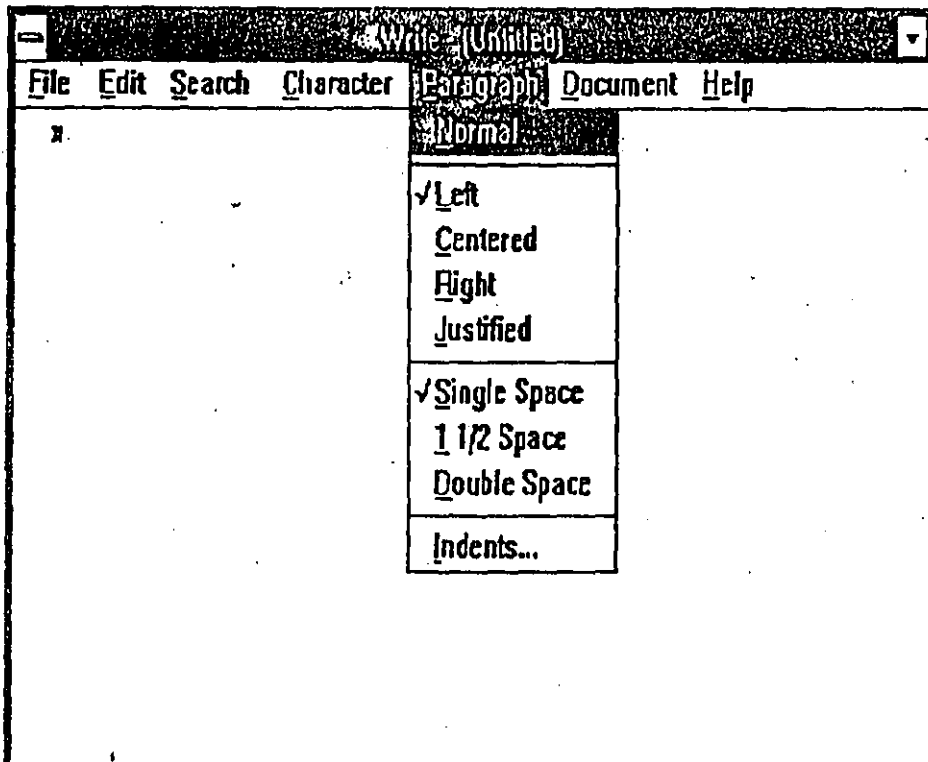 Write - (Untitled)
File Edit Search Character Paragraph Document Help
Normal
√Left
Centered
Right
Justified
√Single Space
1 1/2 Space
Double Space
Indents...